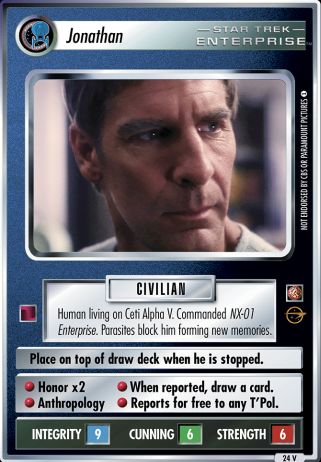 Jonathan
STAR TREK
ENTERPRISE™
NOT ENDORSED BY CBS OR PARAMOUNT PICTURES
CIVILIAN
Human living on Ceti Alpha V. Commanded NX-01
Enterprise. Parasites block him forming new memories.
Place on top of draw deck when he is stopped.
• Honor x2
• When reported, draw a card.
• Anthropology
• Reports for free to any T'Pol.
INTEGRITY 9 CUNNING 6 STRENGTH 6
24 V